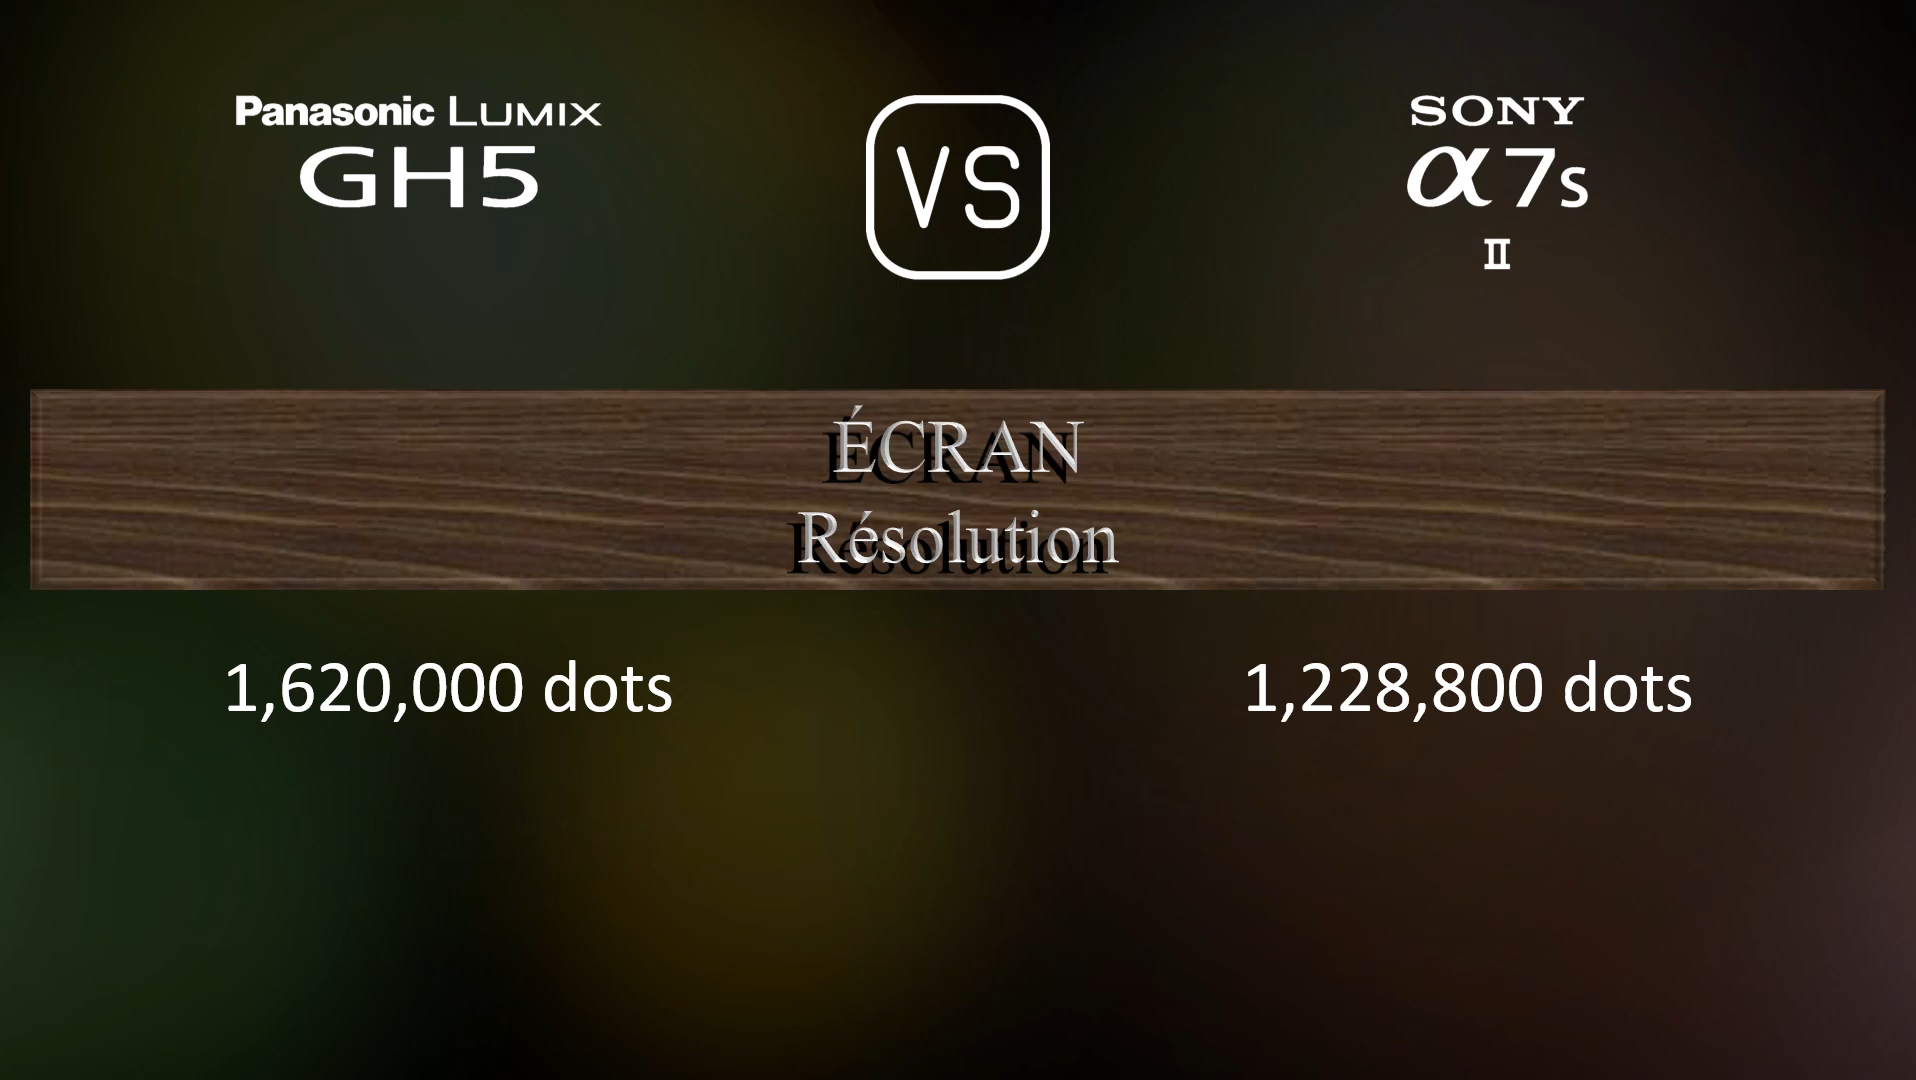 Panasonic LUMIX
GH5
VS
SONY
α7s
II
ÉCRAN
Résolution
1,620,000 dots
1,228,800 dots